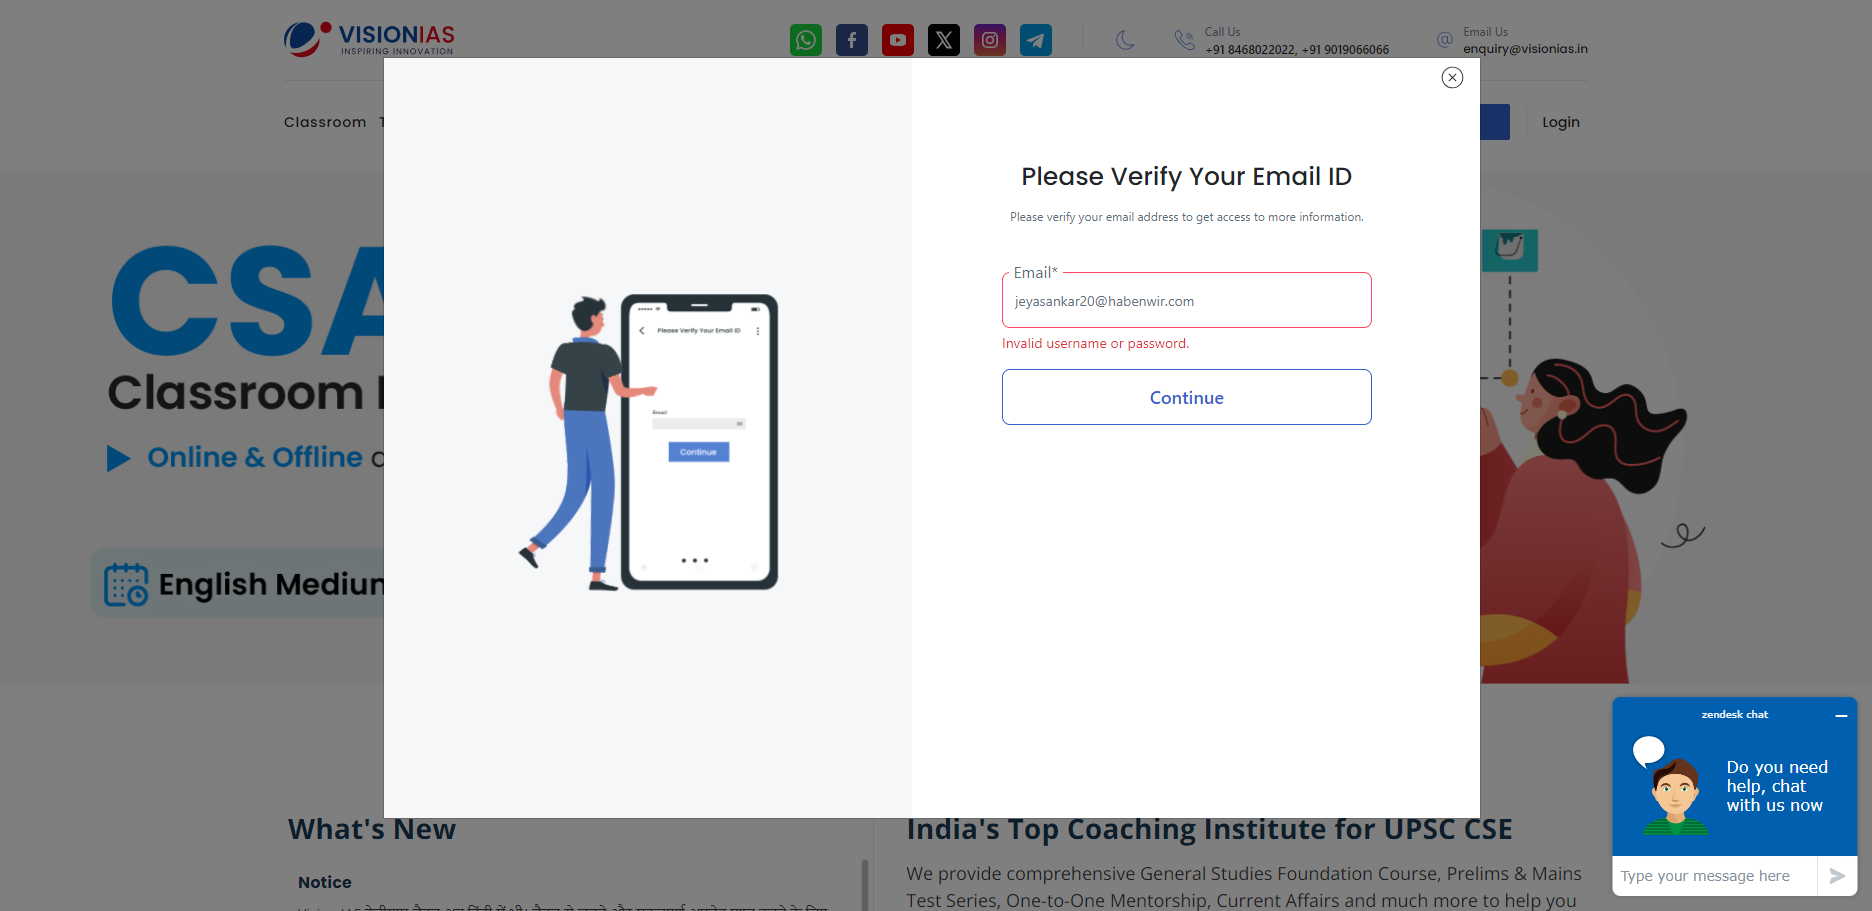 VISIONIAS
INSPIRING INNOVATION
Call Us
+91 8468022022, +91 9019066066
Email Us
enquiry@visionias.in
Classroom
Login
Please Verify Your Email ID
Please verify your email address to get access to more information.
Email*
jeyasankar20@habenwir.com
Invalid username or password.
Continue
Please Verify Your Email ID
Email
Continue
CSA
Classroom
Online & Offline
English Medium
zendesk chat
Do you need
help, chat
with us now
Type your message here
What's New
Notice
India's Top Coaching Institute for UPSC CSE
We provide comprehensive General Studies Foundation Course, Prelims & Mains
Test Series, One-to-One Mentorship, Current Affairs and much more to help you